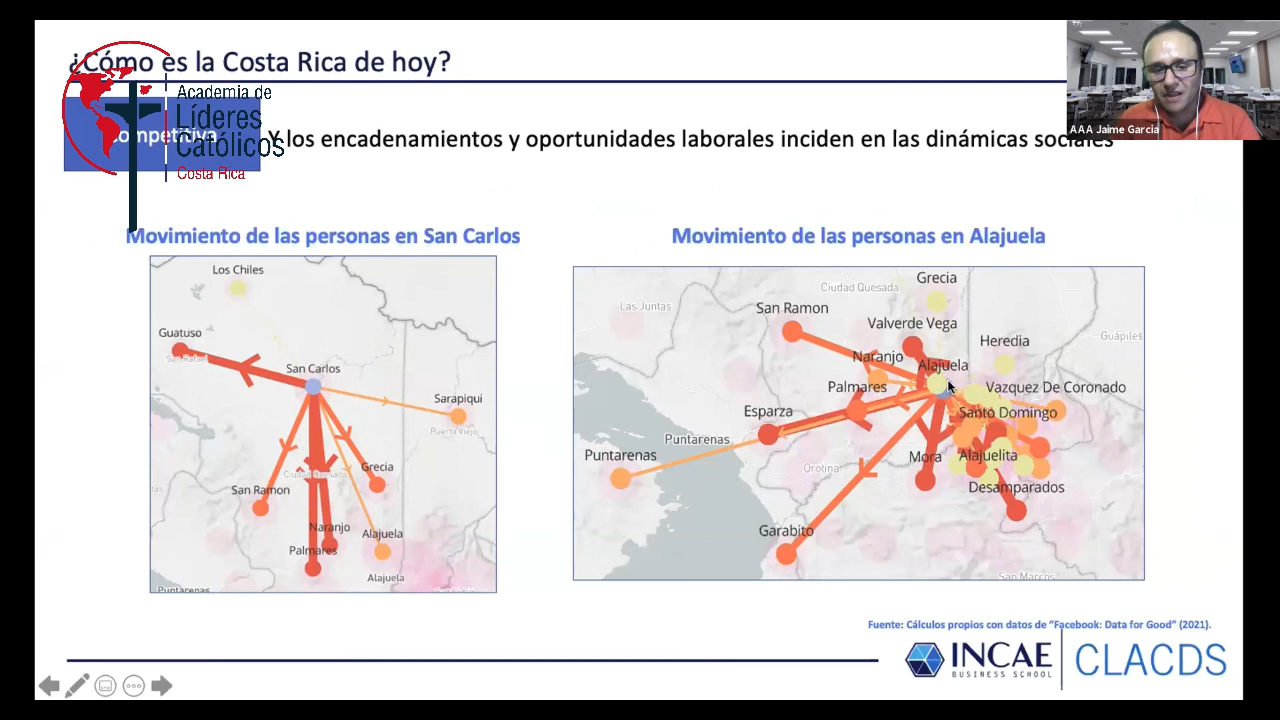 ¿Cómo es la Costa Rica de hoy?
Academia de
Líderes
Católicos
Costa Rica
Competitiva
Y los encadenamientos y oportunidades laborales inciden en las dinámicas sociales
AAA Jaime Garcia
Movimiento de las personas en San Carlos
Movimiento de las personas en Alajuela
Los Chiles
Guatuso
San Rafael
San Carlos
Sarapiqui
Puerto Viejo
Ciudad Quesada
Grecia
San Ramon
Naranjo
Alajuela
Palmares
Alajuela
Puntarenas
Grecia
Ciudad Quesada
Las Juntas
San Ramon
Valverde Vega
Guápiles
Heredia
Naranjo
Alajuela
Palmares
Vazquez De Coronado
Esparza
Santo Domingo
Puntarenas
Puntarenas
Orotina
Mora
Alajuelita
Desamparados
Garabito
San Marcos
Fuente: Cálculos propios con datos de "Facebook: Data for Good" (2021).
INCAE
BUSINESS SCHOOL
CLACDS